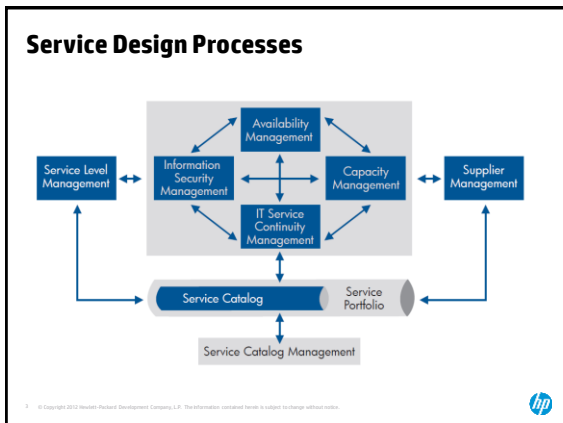 Service Design Processes
Availability
Management
Service Level
Management
Information
Security
Management
Capacity
Management
Supplier
Management
IT Service
Continuity
Management
Service Catalog
Service
Portfolio
Service Catalog Management
2 © Copyright 2012 Hewlett-Packard Development Company, L.P. The information contained herein is subject to change without notice.
hp